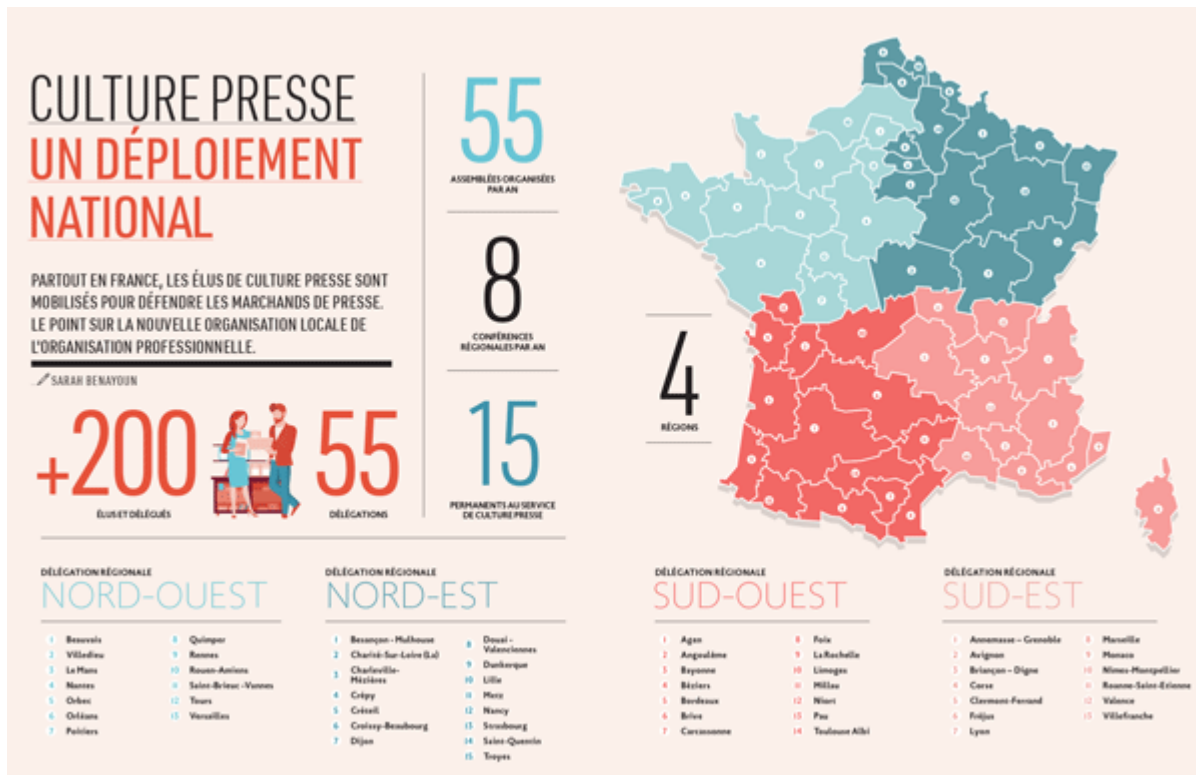 CULTURE PRESSE
UN DÉPLOIEMENT
NATIONAL
PARTOUT EN FRANCE, LES ÉLUS DE CULTURE PRESSE SONT
MOBILISÉS POUR DÉFENDRE LES MARCHANDS DE PRESSE.
LE POINT SUR LA NOUVELLE ORGANISATION LOCALE DE
L'ORGANISATION PROFESSIONNELLE.
SARAH BENAYOUN
+200
ÉLUS ET DÉLÉGUÉS
55
DÉLÉGATIONS
55
ASSEMBLÉES ORGANISÉES
PAR AN
8
CONFÉRENCES
RÉGIONALES PAR AN
15
PERMANENTS AU SERVICE
DE CULTURE PRESSE
4
RÉGIONS
DÉLÉGATION RÉGIONALE
NORD-OUEST
1 Beauvais
2 Villedieu
3 Le Mans
4 Nantes
5 Orbec
6 Orléans
7 Poitiers
8 Quimper
9 Rennes
10 Rouen-Amiens
11 Saint-Brieuc-Vannes
12 Tours
13 Versailles
DÉLÉGATION RÉGIONALE
NORD-EST
1 Besançon - Mulhouse
2 Charité-Sur-Loire (La)
3 Charleville-
Mézières
4 Crépy
5 Créteil
6 Croissy-Beaubourg
7 Dijon
8 Douai -
Valenciennes
9 Dunkerque
10 Lille
11 Metz
12 Nancy
13 Strasbourg
14 Saint-Quentin
15 Troyes
DÉLÉGATION RÉGIONALE
SUD-OUEST
1 Agen
2 Angoulême
3 Bayonne
4 Béziers
5 Bordeaux
6 Brive
7 Carcassonne
8 Foix
9 La Rochelle
10 Limoges
11 Millau
12 Niort
13 Pau
14 Toulouse Albi
DÉLÉGATION RÉGIONALE
SUD-EST
1 Annemasse – Grenoble
2 Avignon
3 Briançon – Digne
4 Corse
5 Clermont-Ferrand
6 Fréjus
7 Lyon
8 Marseille
9 Monaco
10 Nîmes-Montpellier
11 Roanne-Saint-Etienne
12 Valence
13 Villefranche